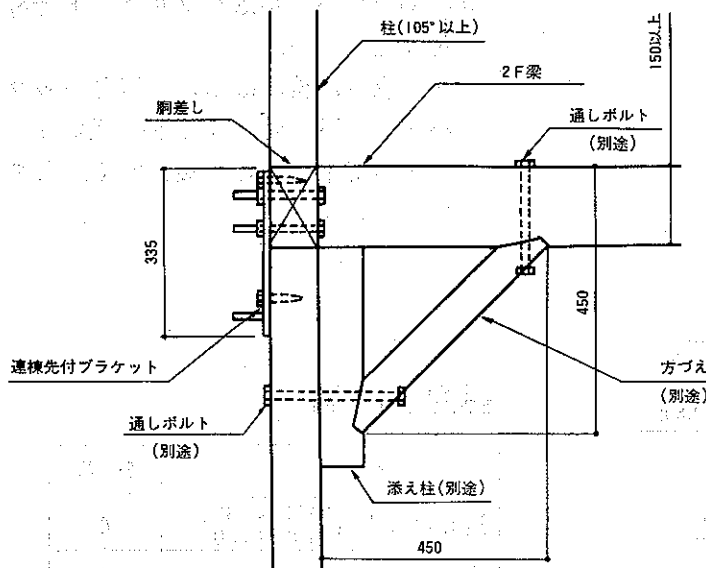 柱(105°以上)
150以上
2F梁
胴差し
通しボルト
(別途)
335
450
連棟先付ブラケット
方づえ
(別途)
通しボルト
(別途)
添え柱(別途)
450